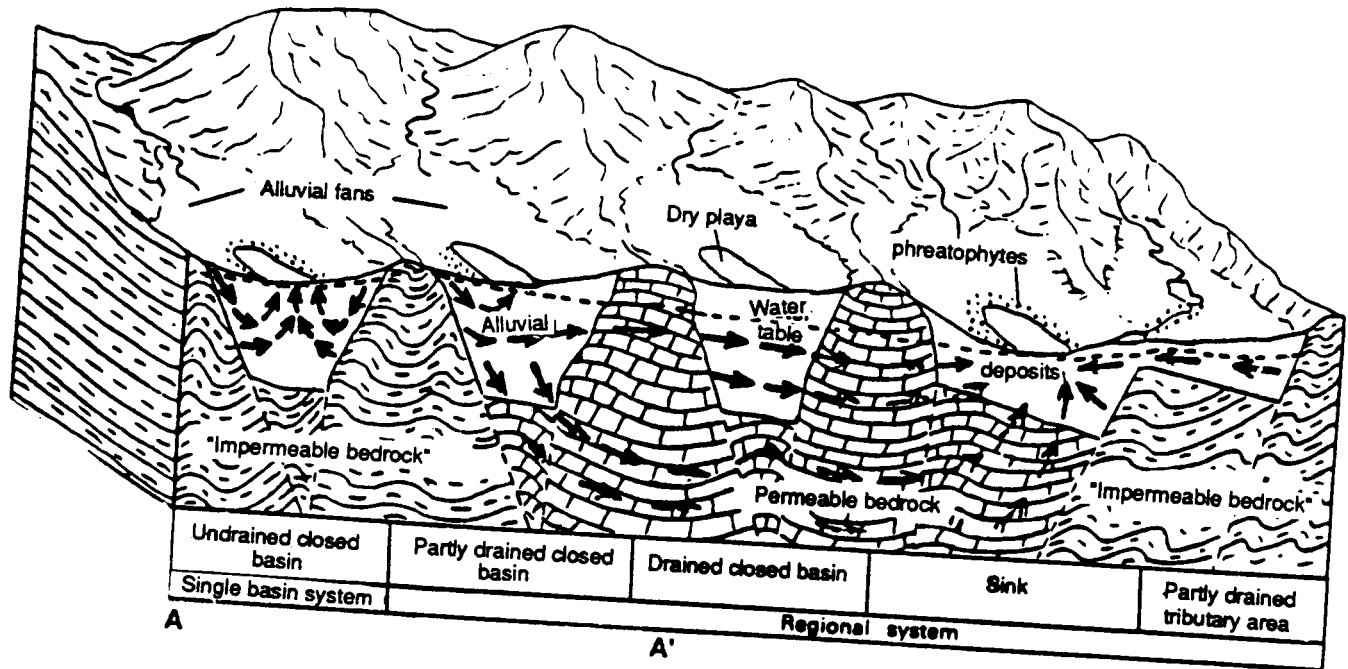 Alluvial fans
Dry playa
phreatophytes
Alluvial
Water
table
deposits
"Impermeable bedrock"
Permeable bedrock
"Impermeable bedrock"
Undrained closed
basin
Partly drained closed
basin
Drained closed basin
Sink
Partly drained
tributary area
Single basin system
Regional system
A
A'